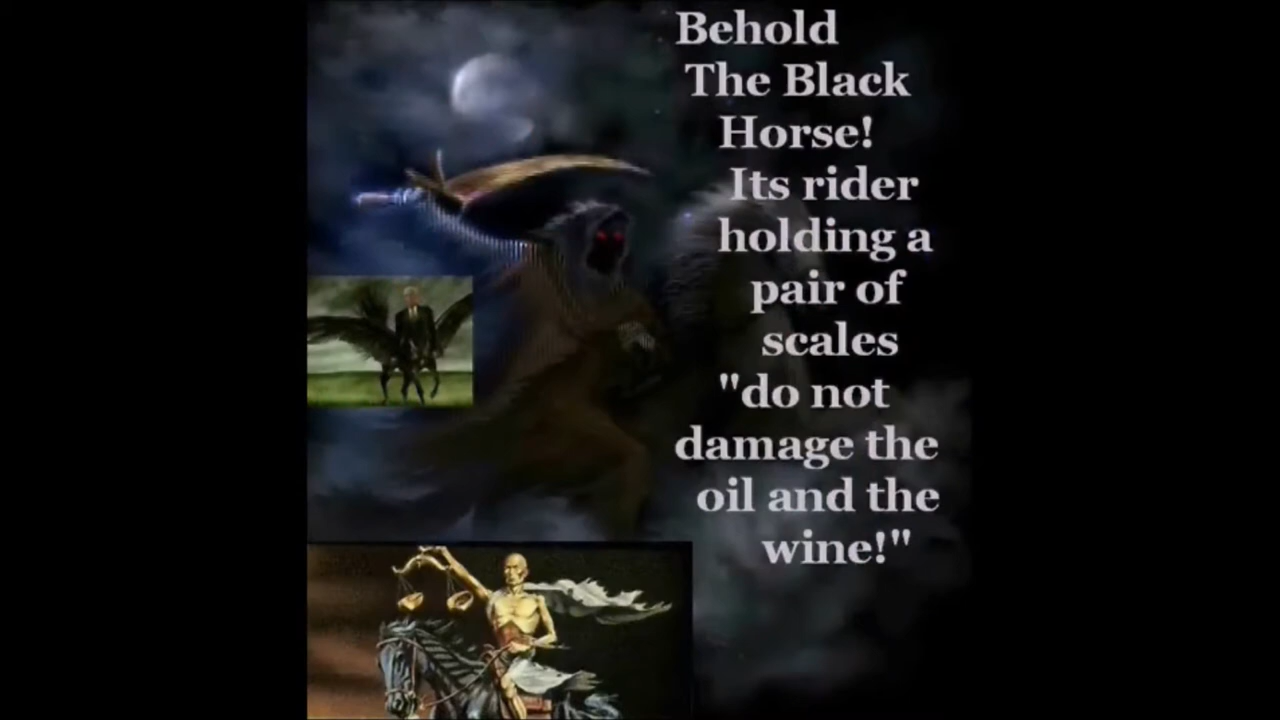 Behold
The Black
Horse!
Its rider
holding a
pair of
scales
"do not
damage the
oil and the
wine!"